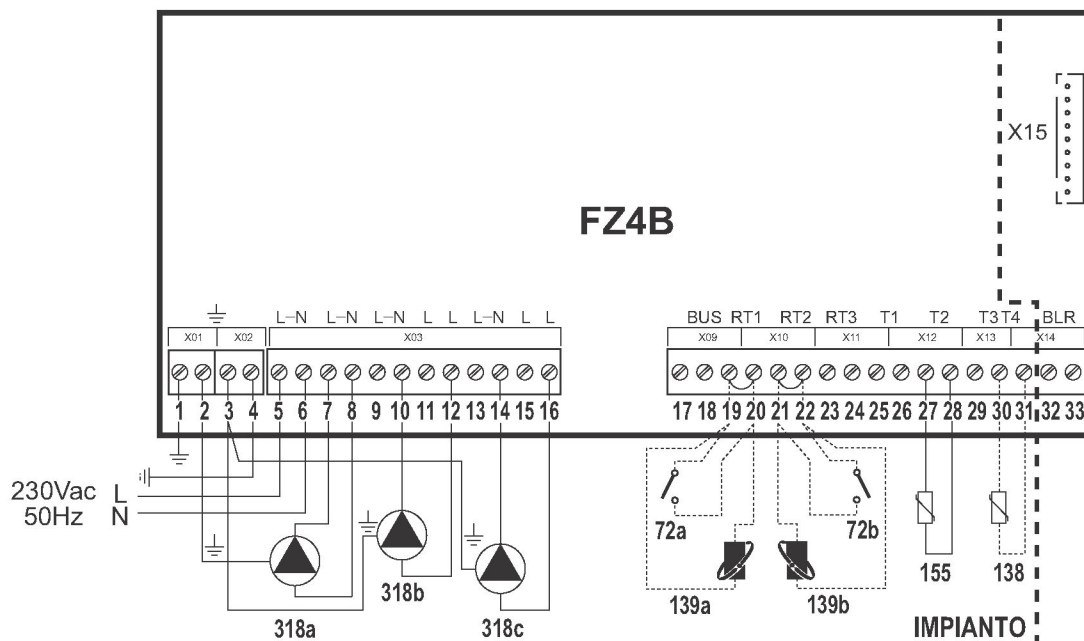 X15
FZ4B
L–N L–N L–N L L L–N L L
BUS RT1 RT2 RT3 T1 T2 T3 T4 BLR
X01 X02 X03 X09 X10 X11 X12 X13 X14
1 2 3 4 5 6 7 8 9 10 11 12 13 14 15 16 17 18 19 20 21 22 23 24 25 26 27 28 29 30 31 32 33
230Vac L
50Hz N
72a 72b
155 138
318b
139a 139b
318a 318c
IMPIANTO